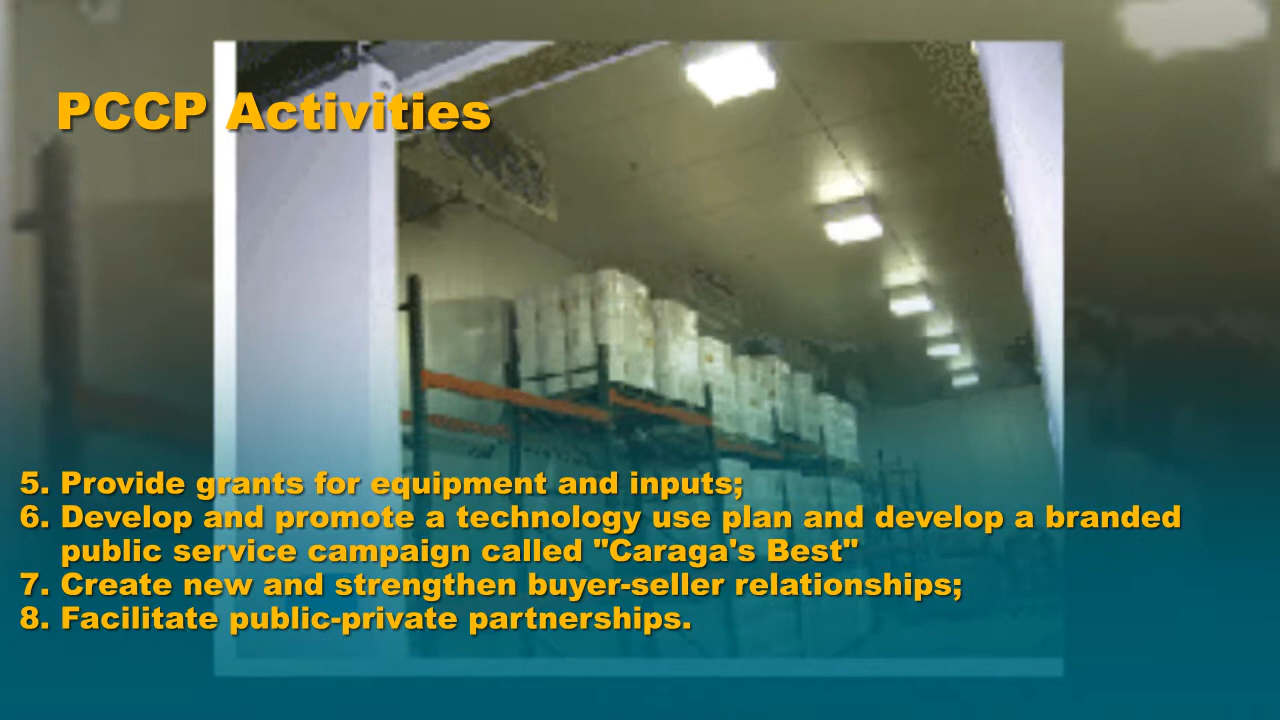 PCCP Activities
5. Provide grants for equipment and inputs;
6. Develop and promote a technology use plan and develop a branded
public service campaign called "Caraga's Best"
7. Create new and strengthen buyer-seller relationships;
8. Facilitate public-private partnerships.